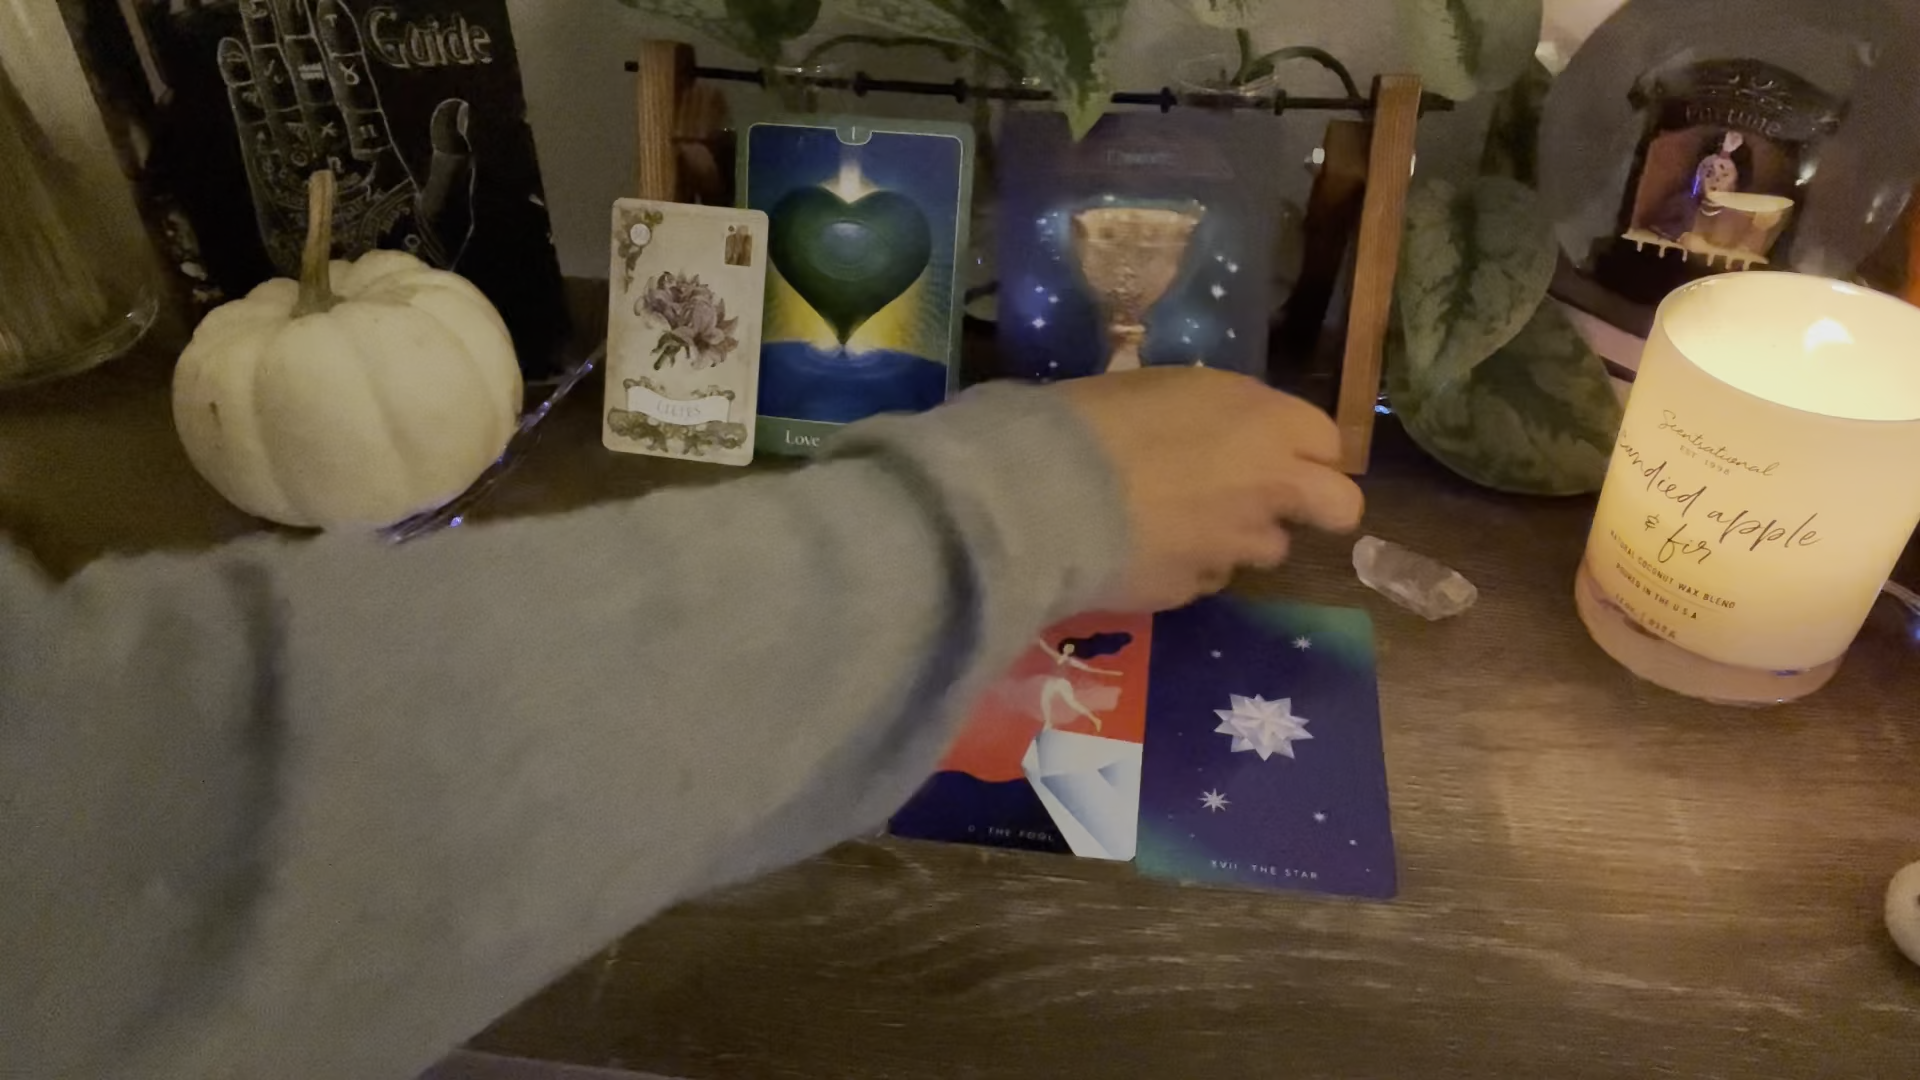 Guide
I
Love
Fortune
Scentsational
EST 1998
Candied apple
& fir
NATURAL COCONUT WAX BLEND
POURED IN THE U.S.A
0 THE FOOL
XVII THE STAR